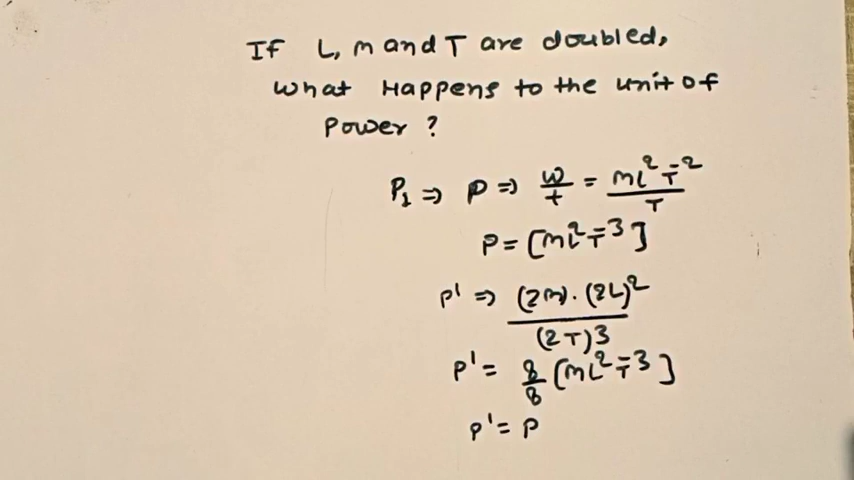 If L, m and T are doubled,
what Happens to the unit of
Power ?
P₁ ⇒ P ⇒ W/t = ML²T⁻²/T
P = [ML²T⁻³]
P' ⇒ (2M).(2L)²/(2T)3
P' = 8/8 [ML²T⁻³]
P' = P